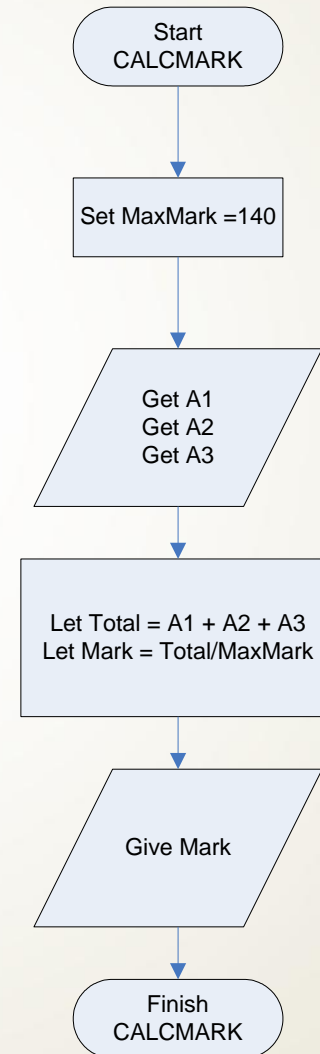 Start
CALCMARK
Set MaxMark =140
Get A1
Get A2
Get A3
Let Total = A1 + A2 + A3
Let Mark = Total/MaxMark
Give Mark
Finish
CALCMARK